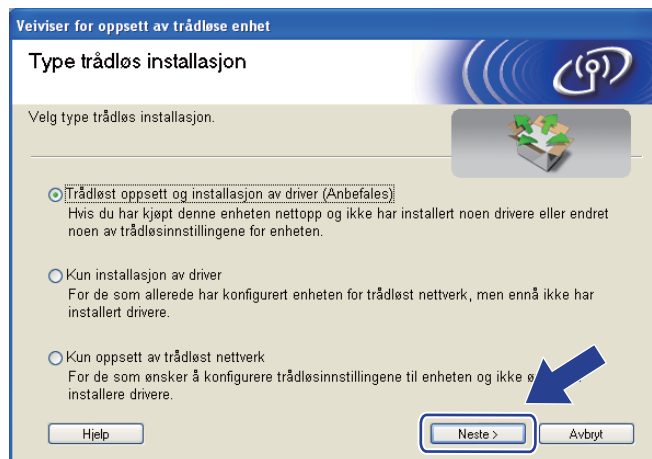 Veiviser for oppsett av trådløse enhet
Type trådløs installasjon
Velg type trådløs installasjon.
Trådløst oppsett og installasjon av driver (Anbefales)
Hvis du har kjøpt denne enheten nettopp og ikke har installert noen drivere eller endret
noen av trådløsinnstillingene for enheten.
Kun installasjon av driver
For de som allerede har konfigurert enheten for trådløst nettverk, men ennå ikke har
installert drivere.
Kun oppsett av trådløst nettverk
For de som ønsker å konfigurere trådløsinnstillingene til enheten og ikke
installere drivere.
Hjelp
Neste >
Avbryt